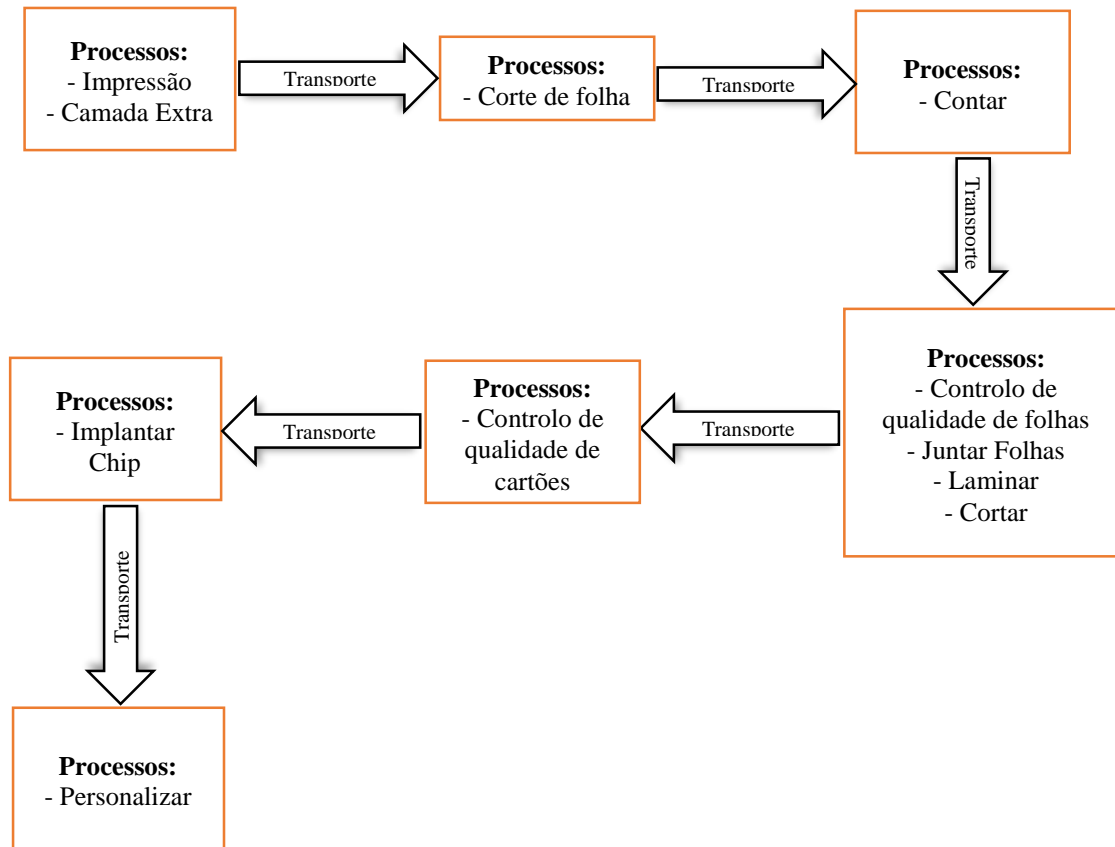 Processos:
- Impressão
- Camada Extra
Transporte
Processos:
- Corte de folha
Transporte
Processos:
- Contar
Transporte
Processos:
- Controlo de
qualidade de folhas
- Juntar Folhas
- Laminar
- Cortar
Transporte
Processos:
- Controlo de
qualidade de
cartões
Transporte
Processos:
- Implantar
Chip
Transporte
Processos:
- Personalizar